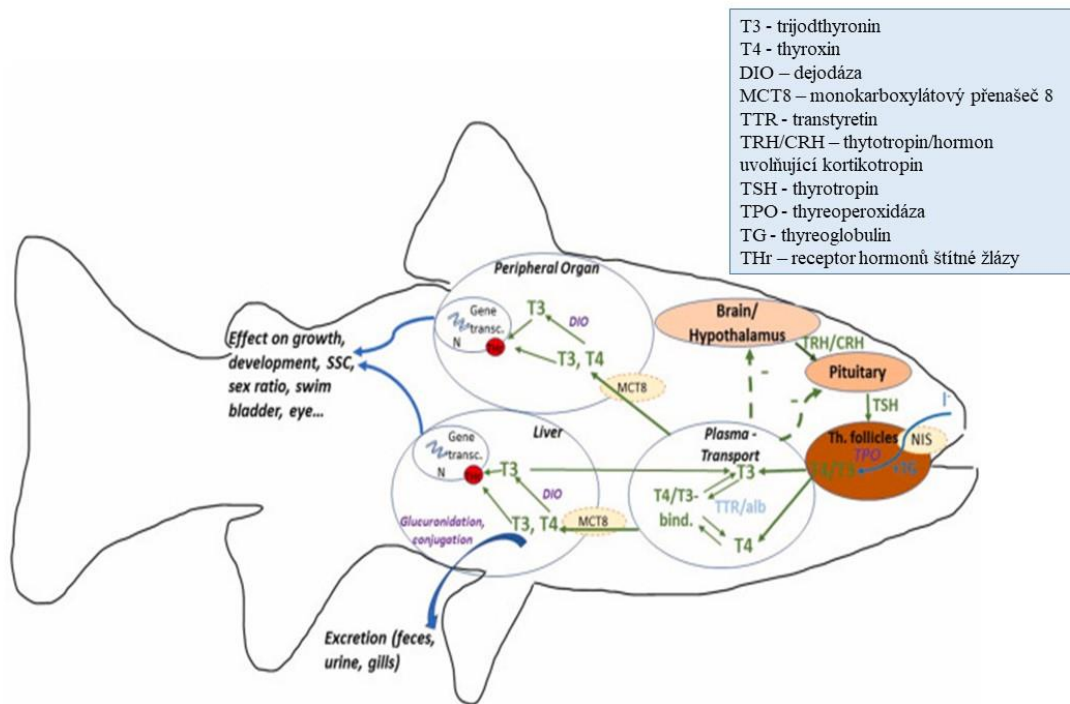 T3 - trijodthyronin
T4 - thyroxin
DIO – dejodáza
MCT8 – monokarboxylátový přenašeč 8
TTR - transtyretin
TRH/CRH – thytotropin/hormon
uvolňující kortikotropin
TSH - thyrotropin
TPO - thyreoperoxidáza
TG - thyreoglobulin
THr – receptor hormonů štítné žlázy
Peripheral Organ
Gene
transc.
N
T3
DIO
T3, T4
MCT8
Brain/
Hypothalamus
TRH/CRH
Pituitary
-
-
TSH
I-
Th. follicles
NIS
TPO
+TG
Effect on growth,
development, SSC,
sex ratio, swim
bladder, eye...
Liver
Gene
transc.
N
T3
DIO
T3, T4
MCT8
Glucuronidation,
conjugation
Plasma -
Transport
T3
T4/T3-
bind.
TTR/alb
T4
Excretion (feces,
urine, gills)